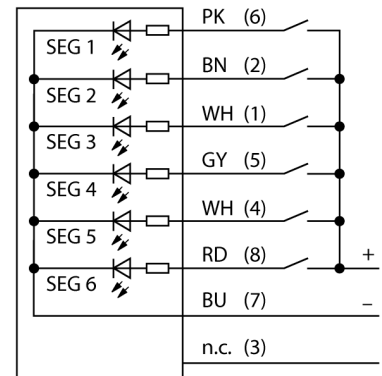 PK (6)
SEG 1
BN (2)
SEG 2
WH (1)
SEG 3
GY (5)
SEG 4
WH (4)
SEG 5
RD (8)
+
SEG 6
BU (7)
–
n.c. (3)